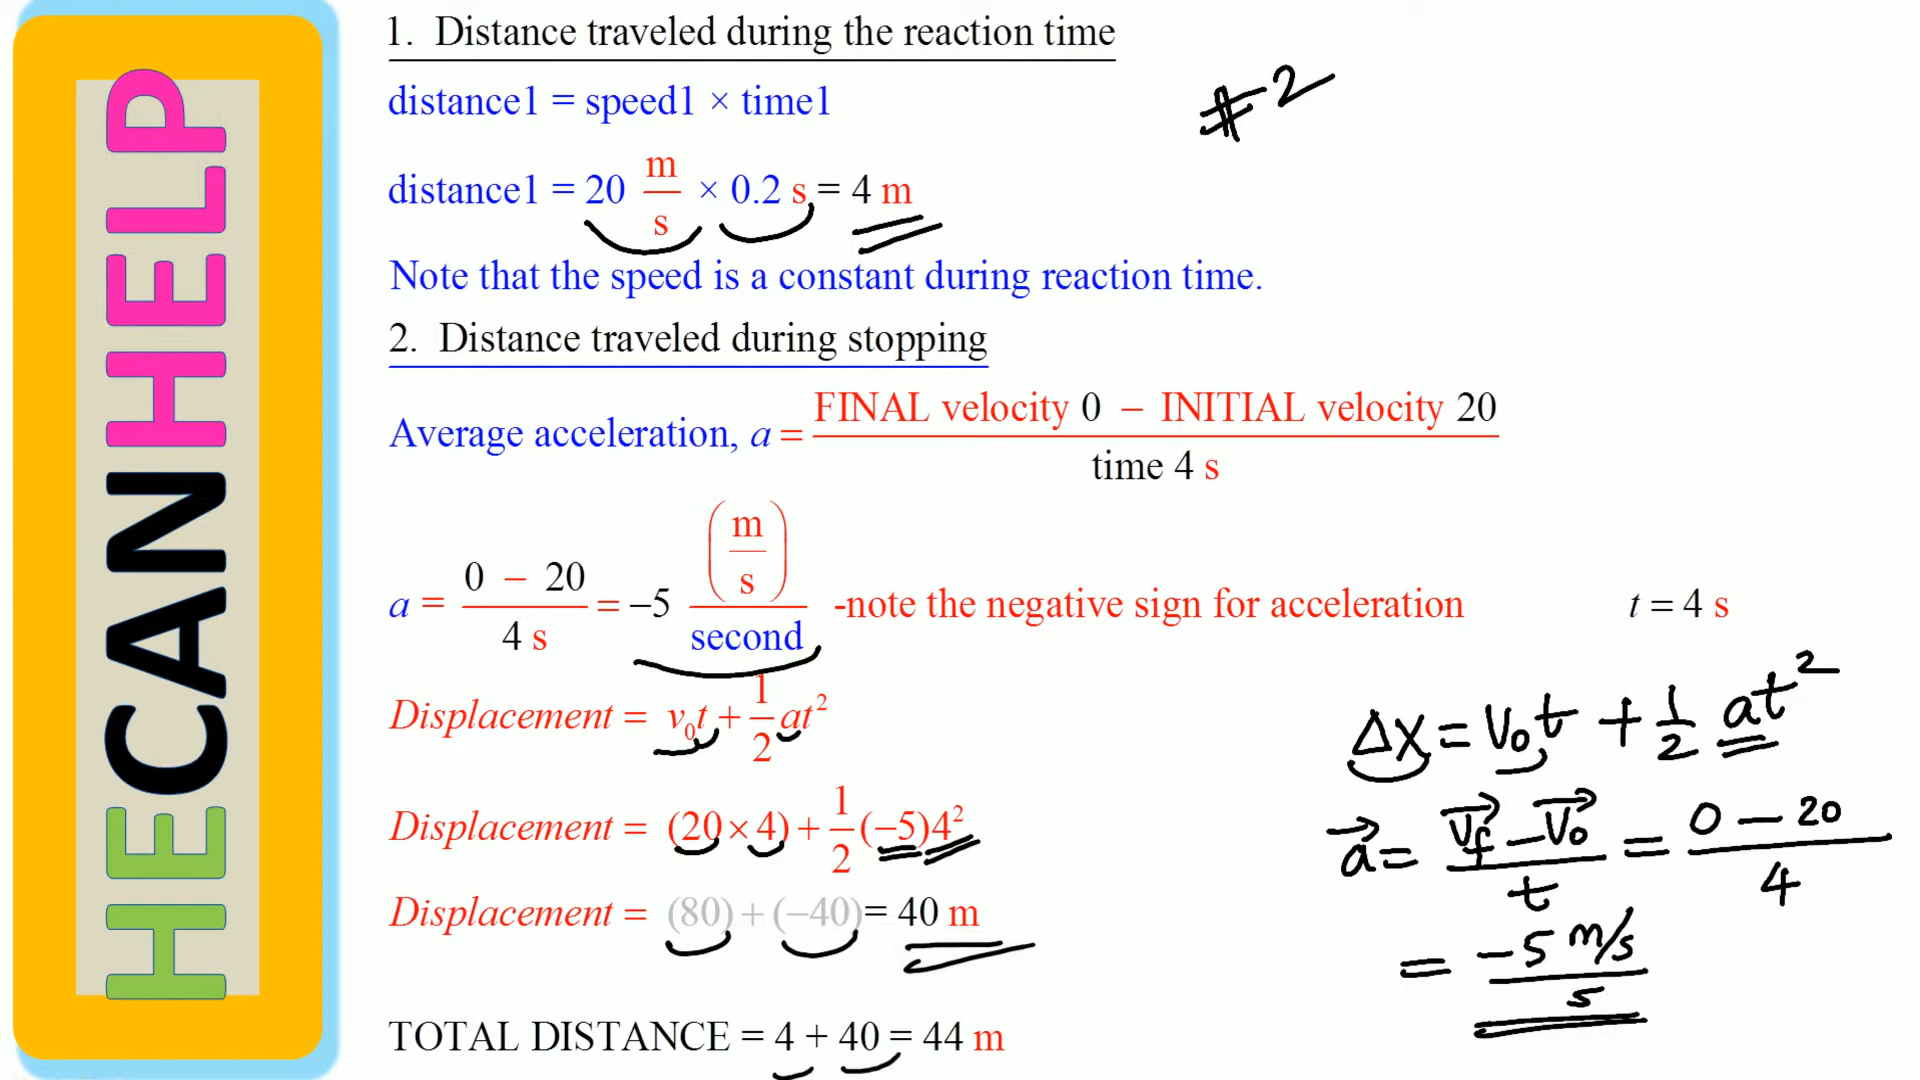 HECANHELP
1. Distance traveled during the reaction time
distance1 = speed1 × time1
distance1 = 20 m/s × 0.2 s = 4 m
Note that the speed is a constant during reaction time.
2. Distance traveled during stopping
Average acceleration, a = (FINAL velocity 0 – INITIAL velocity 20) / (time 4 s)
a = (0 – 20) / (4 s) = –5 (m/s) / second -note the negative sign for acceleration
t = 4 s
Displacement = v₀t + 1/2 at²
Displacement = (20 × 4) + 1/2 (–5)4²
Displacement = (80) + (–40) = 40 m
TOTAL DISTANCE = 4 + 40 = 44 m
#2
Δx = v₀t + 1/2 at²
a⃗ = (v⃗f – v⃗₀) / t = (0 – 20) / 4
= –5 m/s / s